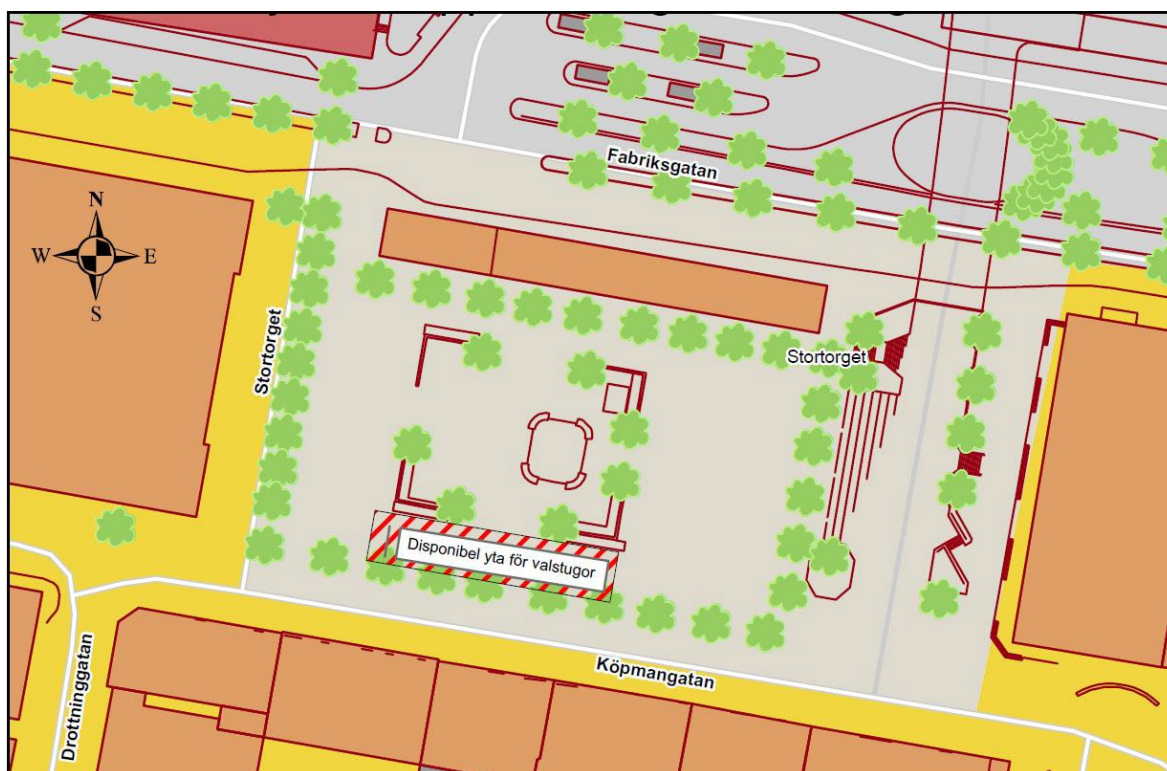 Fabriksgatan
N
W
E
S
Stortorget
Stortorget
Disponibel yta för valstugor
Köpmangatan
Drottninggatan